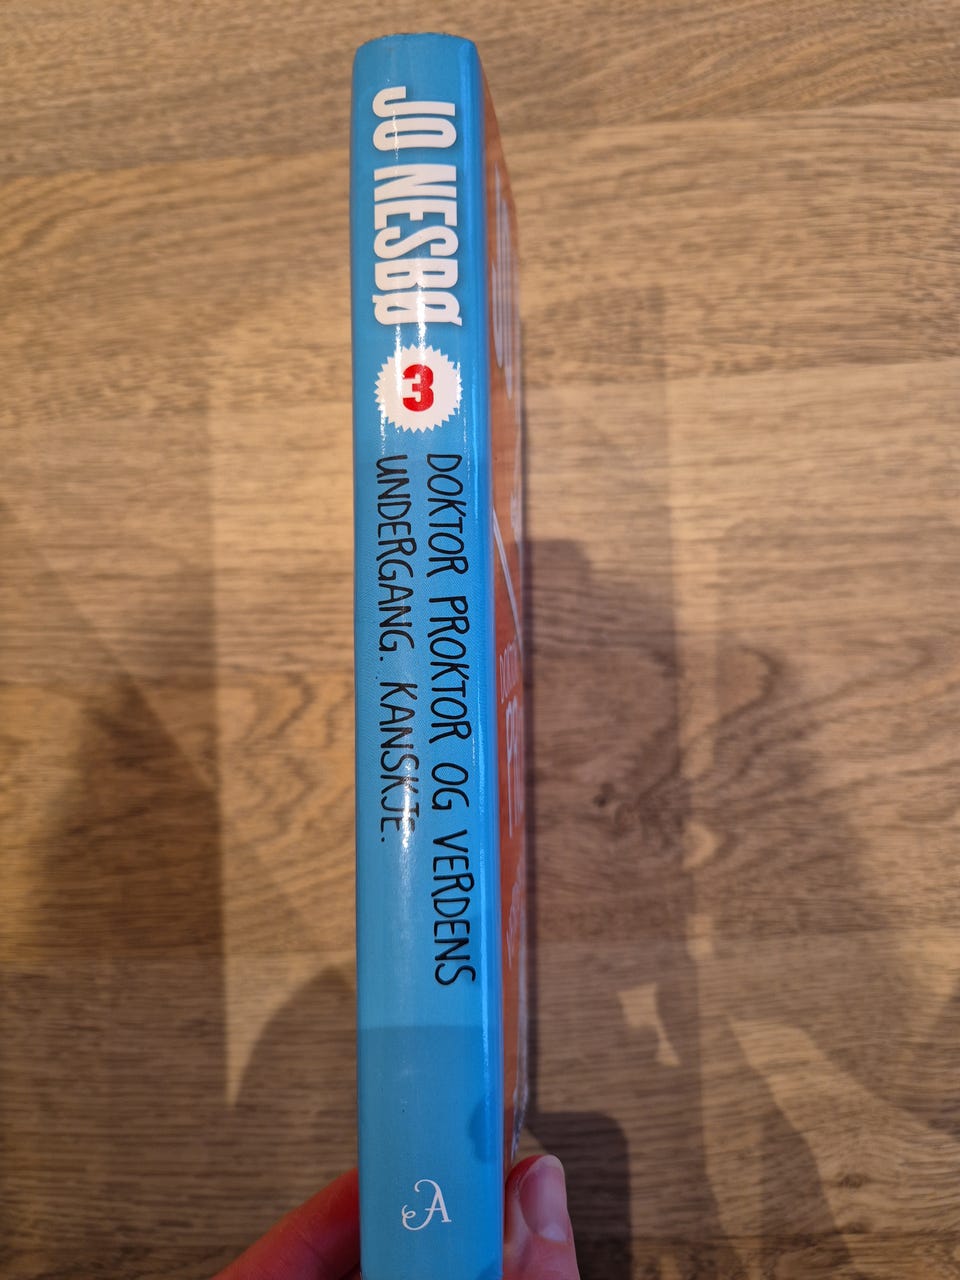 JO NESBØ
3
DOKTOR PROKTOR OG VERDENS
UNDERGANG. KANSKJE.
A